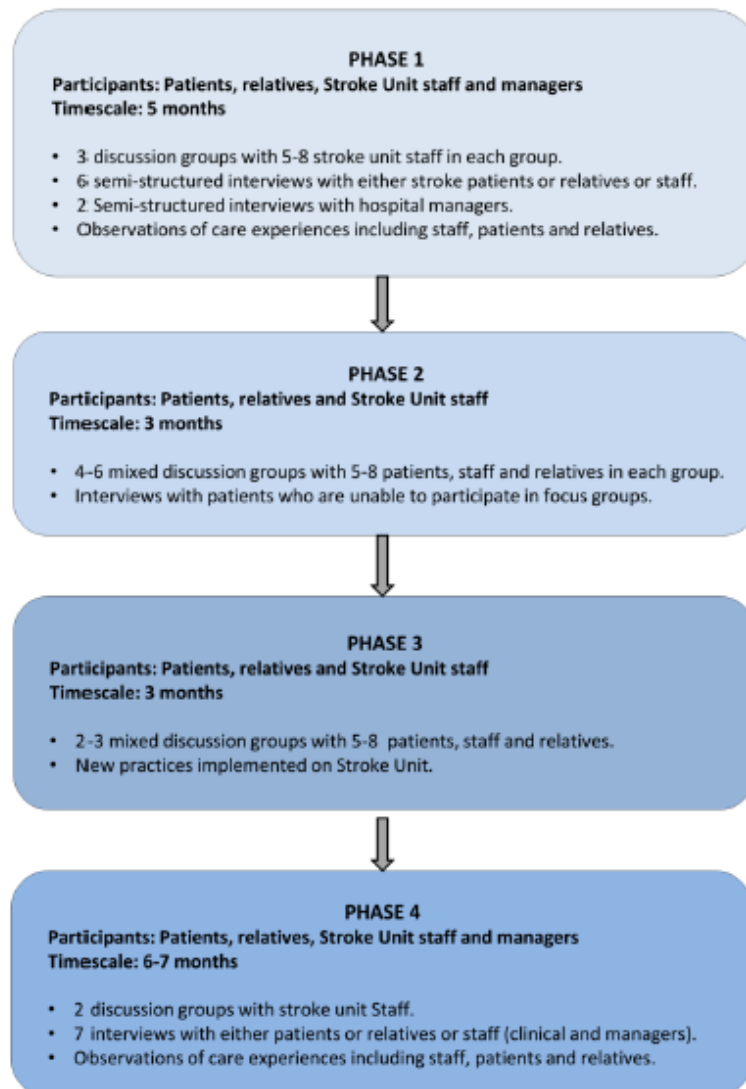 PHASE 1
Participants: Patients, relatives, Stroke Unit staff and managers
Timescale: 5 months
• 3 discussion groups with 5-8 stroke unit staff in each group.
• 6 semi-structured interviews with either stroke patients or relatives or staff.
• 2 Semi-structured interviews with hospital managers.
• Observations of care experiences including staff, patients and relatives.
PHASE 2
Participants: Patients, relatives and Stroke Unit staff
Timescale: 3 months
• 4-6 mixed discussion groups with 5-8 patients, staff and relatives in each group.
• Interviews with patients who are unable to participate in focus groups.
PHASE 3
Participants: Patients, relatives and Stroke Unit staff
Timescale: 3 months
• 2-3 mixed discussion groups with 5-8 patients, staff and relatives.
• New practices implemented on Stroke Unit.
PHASE 4
Participants: Patients, relatives, Stroke Unit staff and managers
Timescale: 6-7 months
• 2 discussion groups with stroke unit Staff.
• 7 interviews with either patients or relatives or staff (clinical and managers).
• Observations of care experiences including staff, patients and relatives.